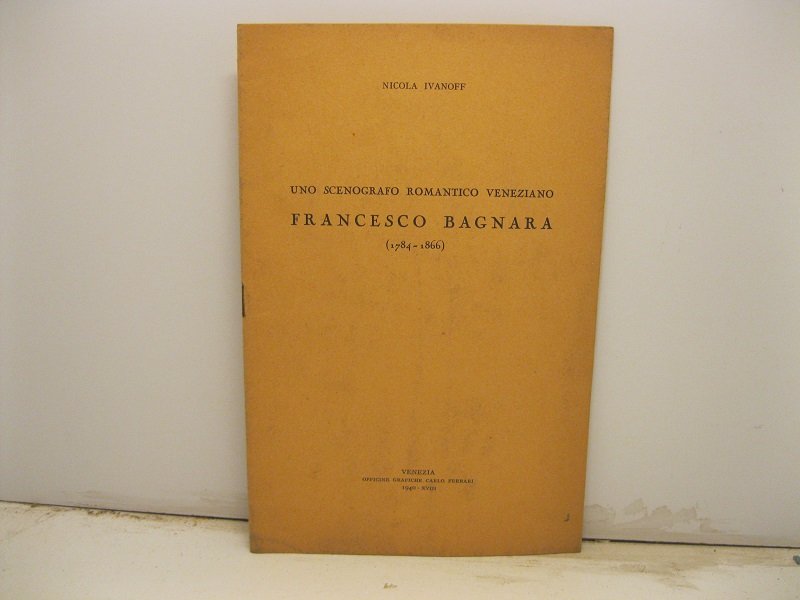 NICOLA IVANOFF
UNO SCENOGRAFO ROMANTICO VENEZIANO
FRANCESCO BAGNARA
(1784-1866)
VENEZIA
OFFICINE GRAFICHE CARLO FERRARI
1940-XVIII